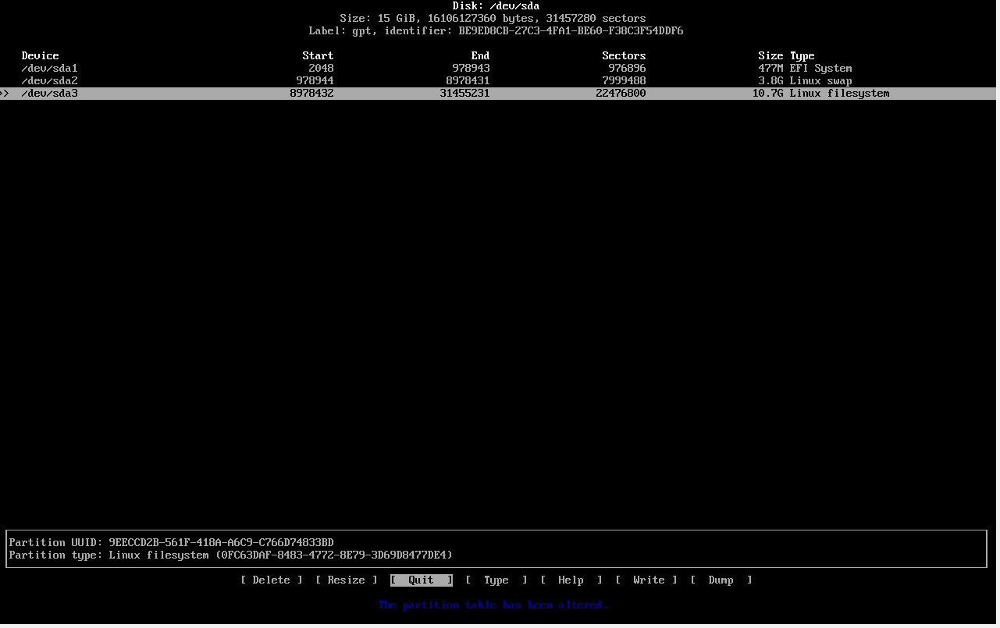 Disk: /dev/sda
Size: 15 GiB, 16106127360 bytes, 31457280 sectors
Label: gpt, identifier: BE9ED8CB-27C3-4FA1-BE60-F38C3F54DDF6
Device Start End Sectors Size Type
/dev/sda1 2048 978943 976896 477M EFI System
/dev/sda2 978944 8978431 7999488 3.8G Linux swap
>> /dev/sda3 8978432 31455231 22476800 10.7G Linux filesystem
Partition UUID: 9EECCD2B-561F-418A-A6C9-C766D74833BD
Partition type: Linux filesystem (0FC63DAF-8483-4772-8E79-3D69D8477DE4)
[ Delete ] [ Resize ] [ Quit ] [ Type ] [ Help ] [ Write ] [ Dump ]
The partition table has been altered.